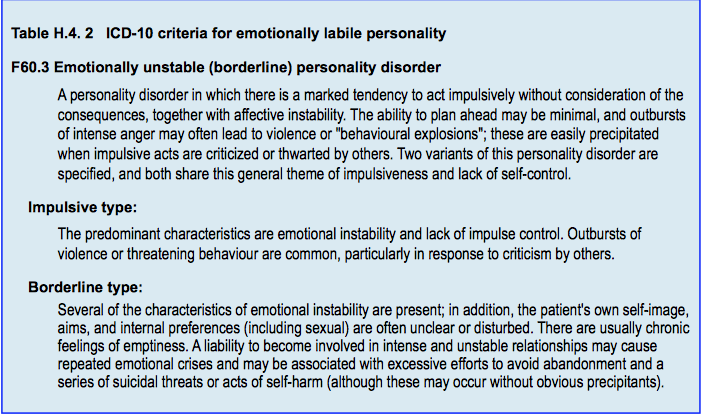 Table H.4. 2 ICD-10 criteria for emotionally labile personality
F60.3 Emotionally unstable (borderline) personality disorder
A personality disorder in which there is a marked tendency to act impulsively without consideration of the
consequences, together with affective instability. The ability to plan ahead may be minimal, and outbursts
of intense anger may often lead to violence or "behavioural explosions"; these are easily precipitated
when impulsive acts are criticized or thwarted by others. Two variants of this personality disorder are
specified, and both share this general theme of impulsiveness and lack of self-control.
Impulsive type:
The predominant characteristics are emotional instability and lack of impulse control. Outbursts of
violence or threatening behaviour are common, particularly in response to criticism by others.
Borderline type:
Several of the characteristics of emotional instability are present; in addition, the patient's own self-image,
aims, and internal preferences (including sexual) are often unclear or disturbed. There are usually chronic
feelings of emptiness. A liability to become involved in intense and unstable relationships may cause
repeated emotional crises and may be associated with excessive efforts to avoid abandonment and a
series of suicidal threats or acts of self-harm (although these may occur without obvious precipitants).